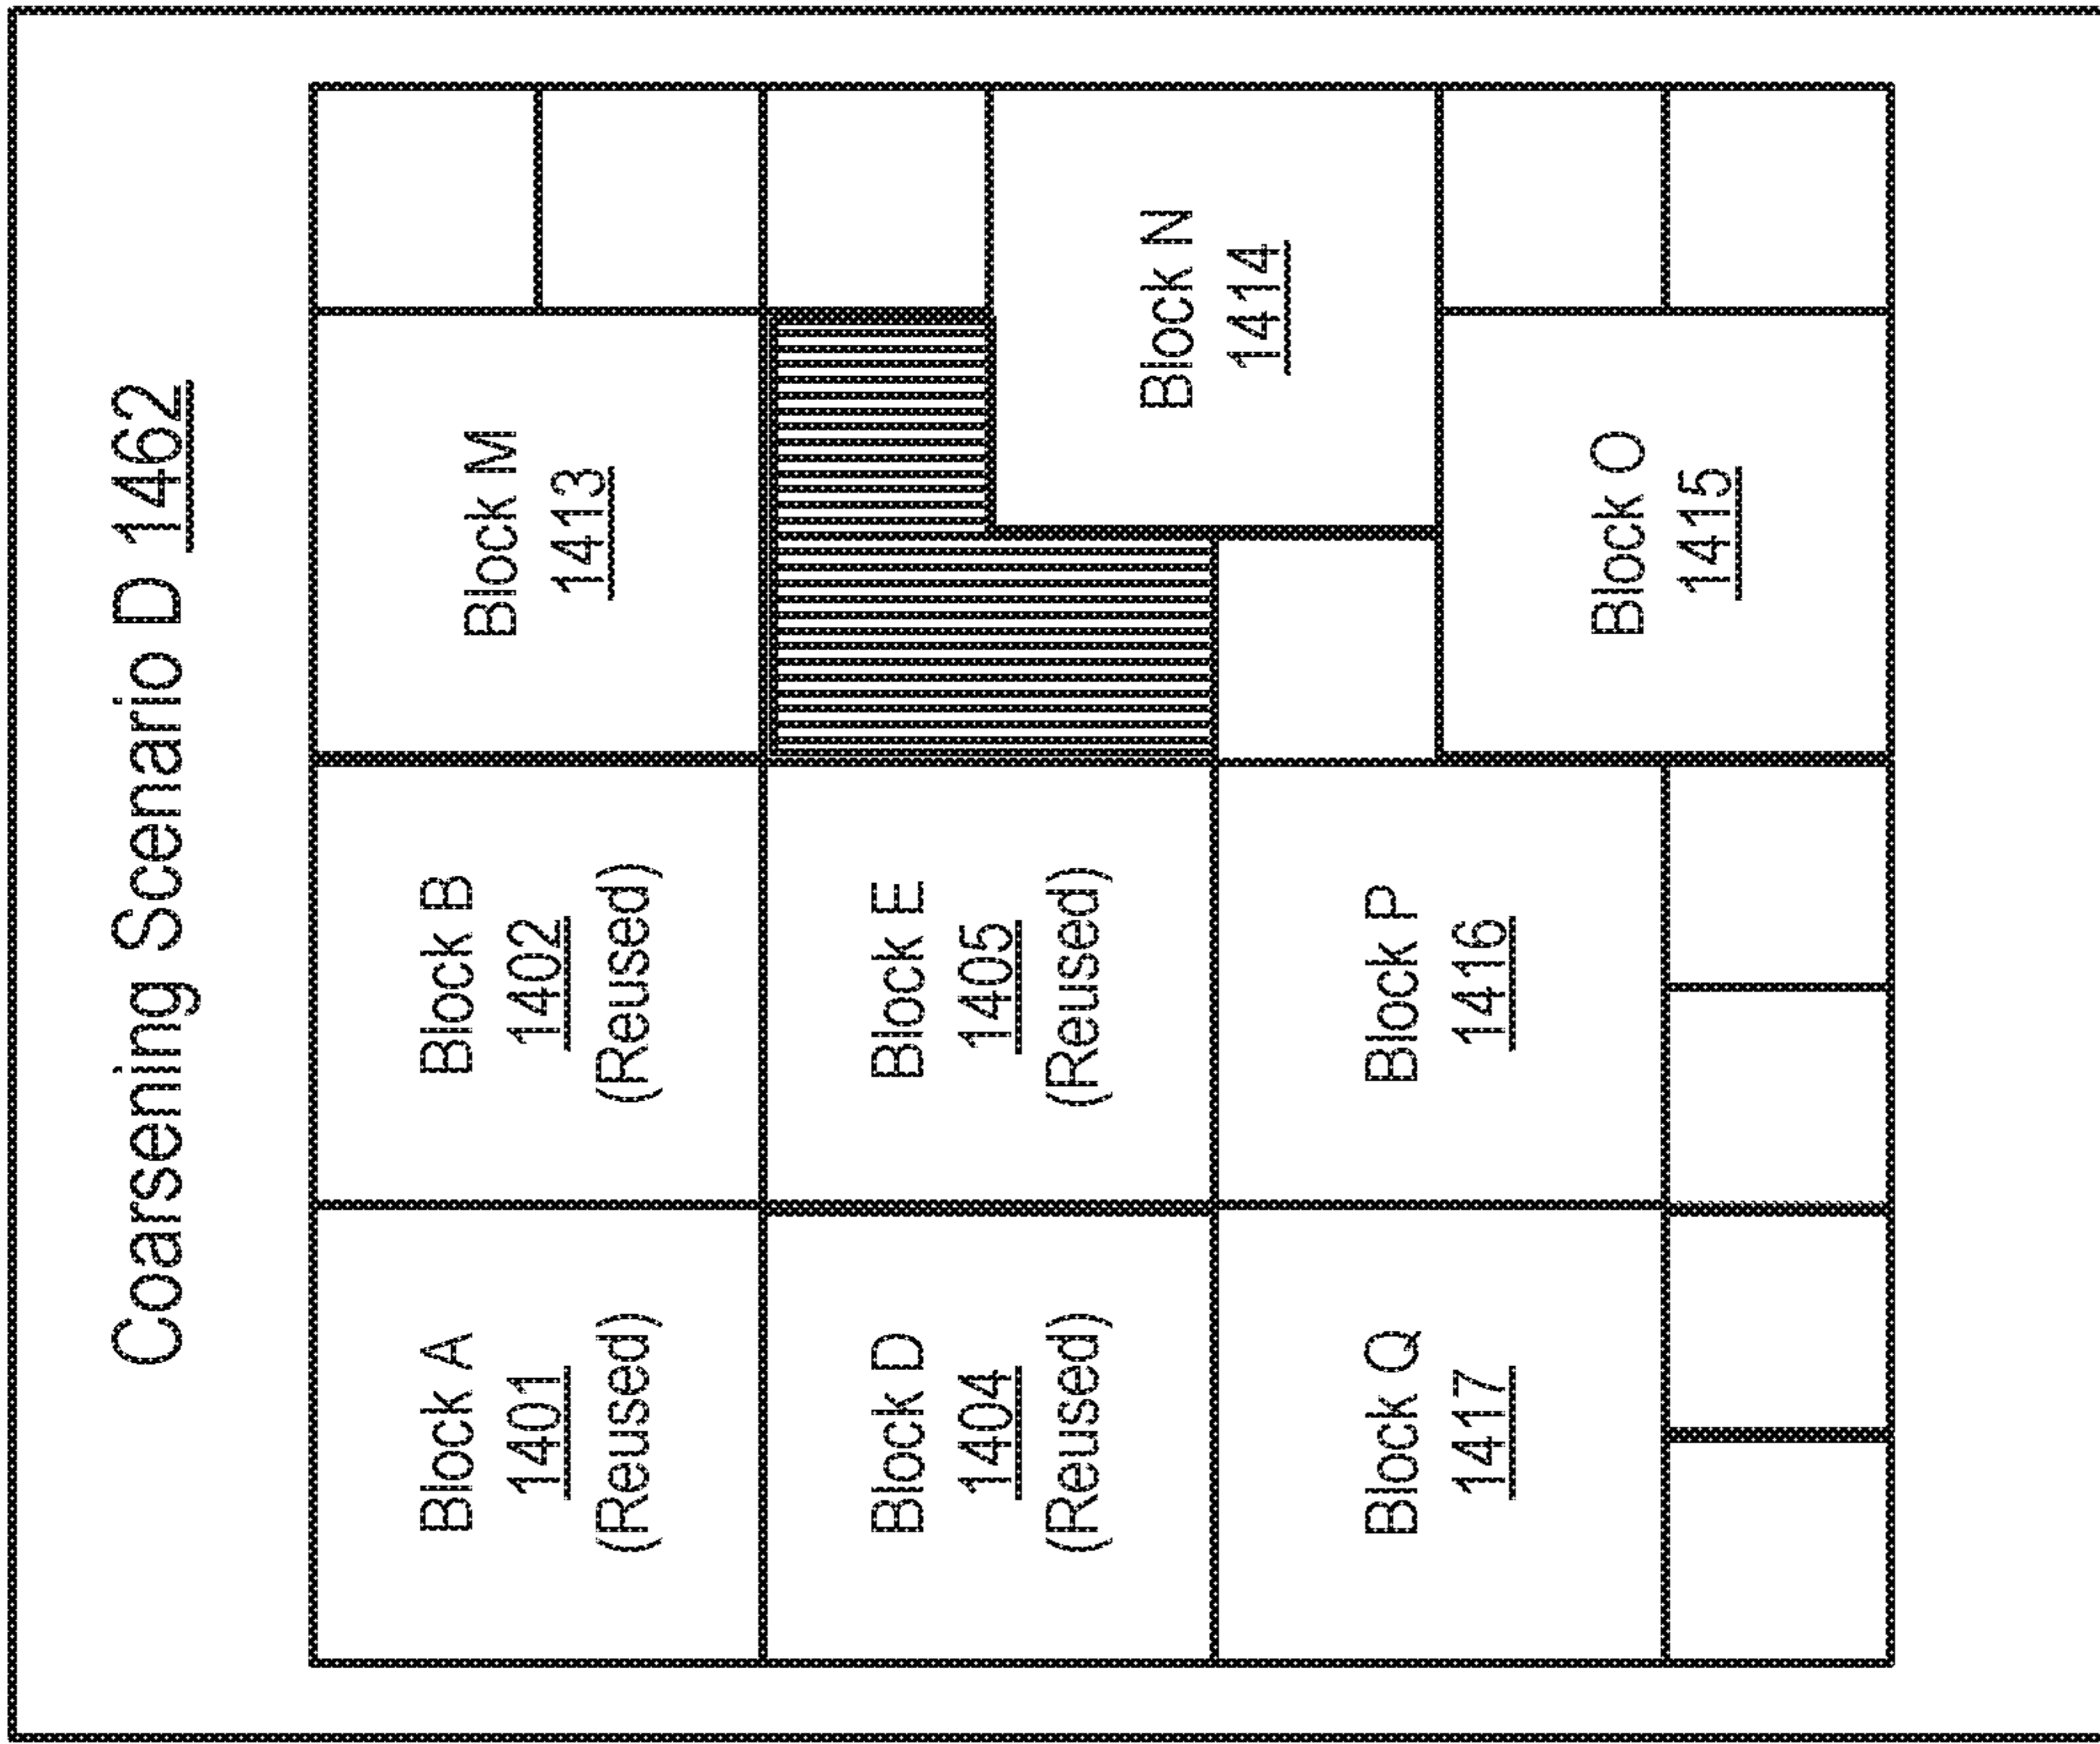 Coarsening Scenario D 1462
Block A
1401
(Reused)
Block B
1402
(Reused)
Block M
1413
Block D
1404
(Reused)
Block E
1405
(Reused)
Block N
1414
Block Q
1417
Block P
1416
Block O
1415